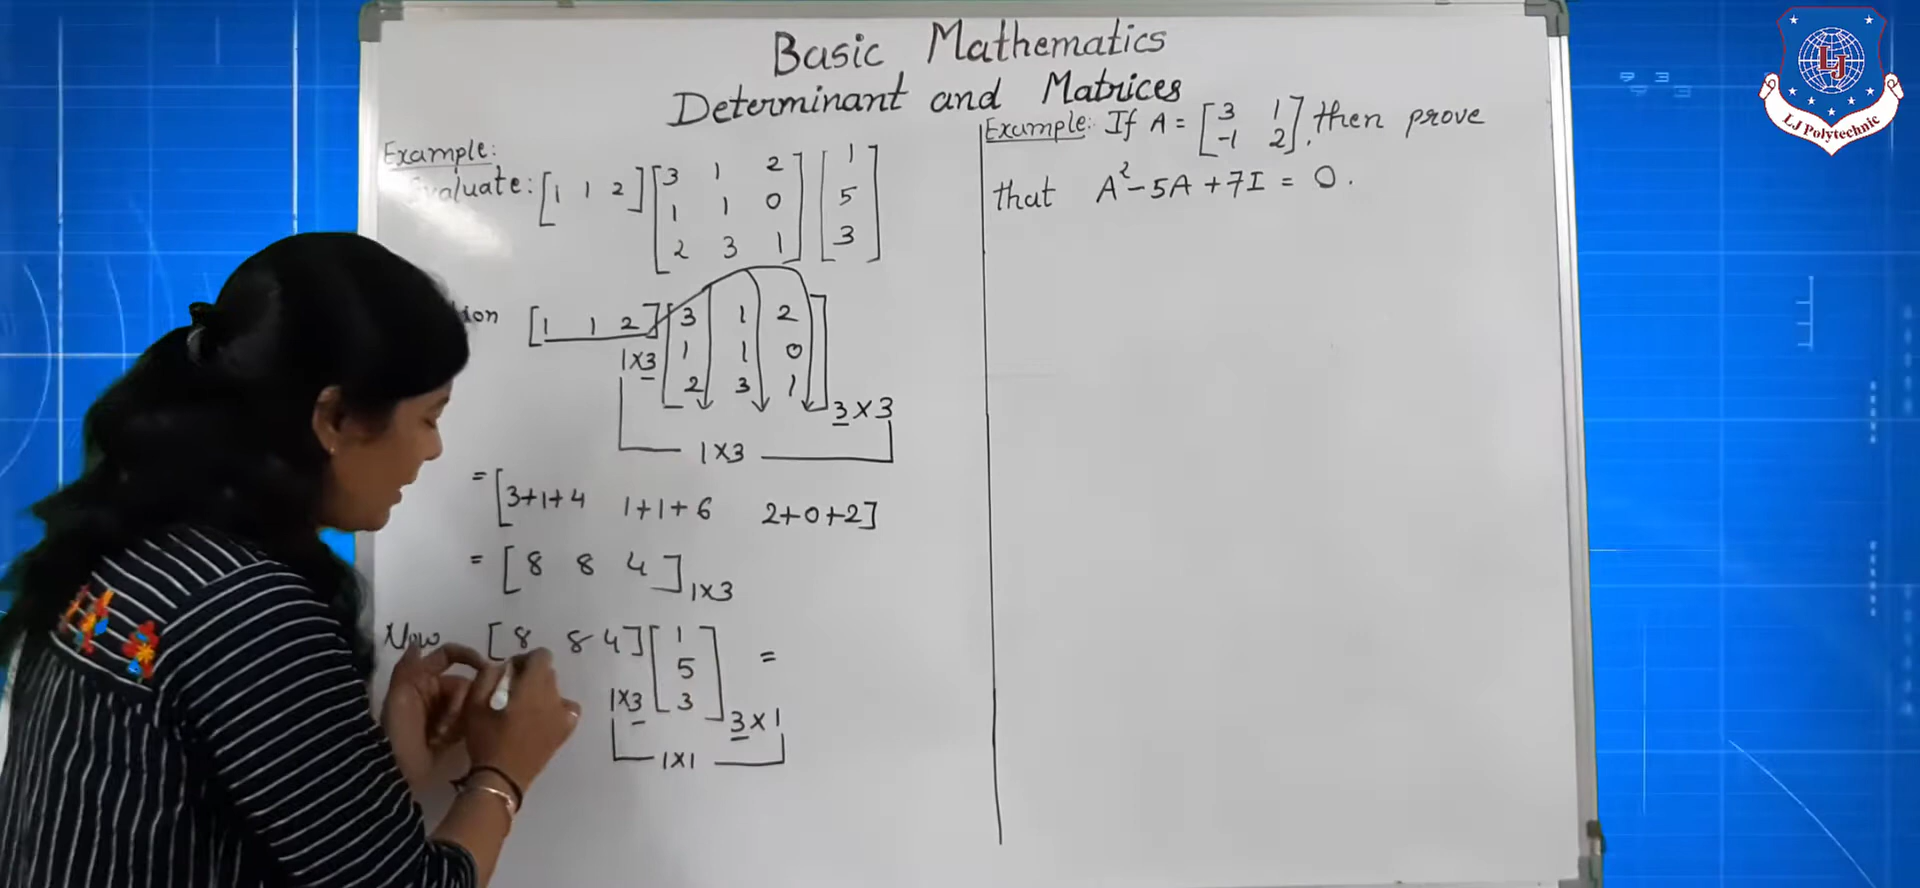 Basic Mathematics
Determinant and Matrices
Example:
Evaluate: [1 1 2] [3 1 2] [1]
1 1 0 5
2 3 1 3
[1 1 2] [3 1 2]
1x3 1 1 0
2 3 1
3x3
1x3
= [3+1+4 1+1+6 2+0+2]
= [8 8 4] 1x3
Now [8 8 4] [1] =
5
1x3 3
3x1
1x1
Example: If A = [3 1], then prove
-1 2
that A²-5A+7I = 0.
LJ
LJ Polytechnic